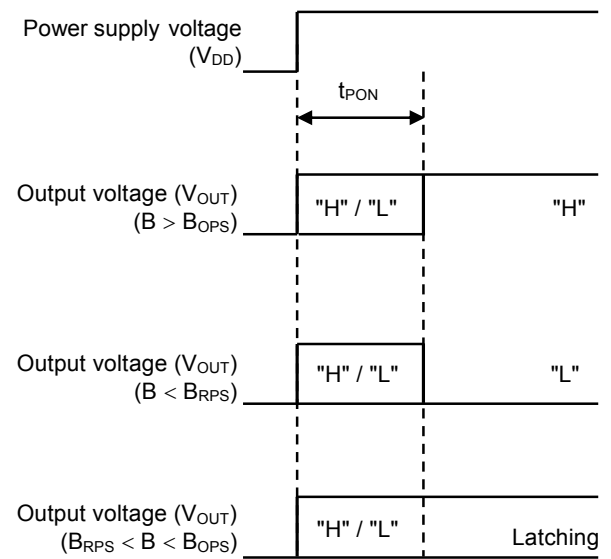 Power supply voltage
(VDD)
tPON
Output voltage (VOUT)
(B > BOPS)
"H" / "L"
"H"
Output voltage (VOUT)
(B < BRPS)
"H" / "L"
"L"
Output voltage (VOUT)
(BRPS < B < BOPS)
"H" / "L"
Latching